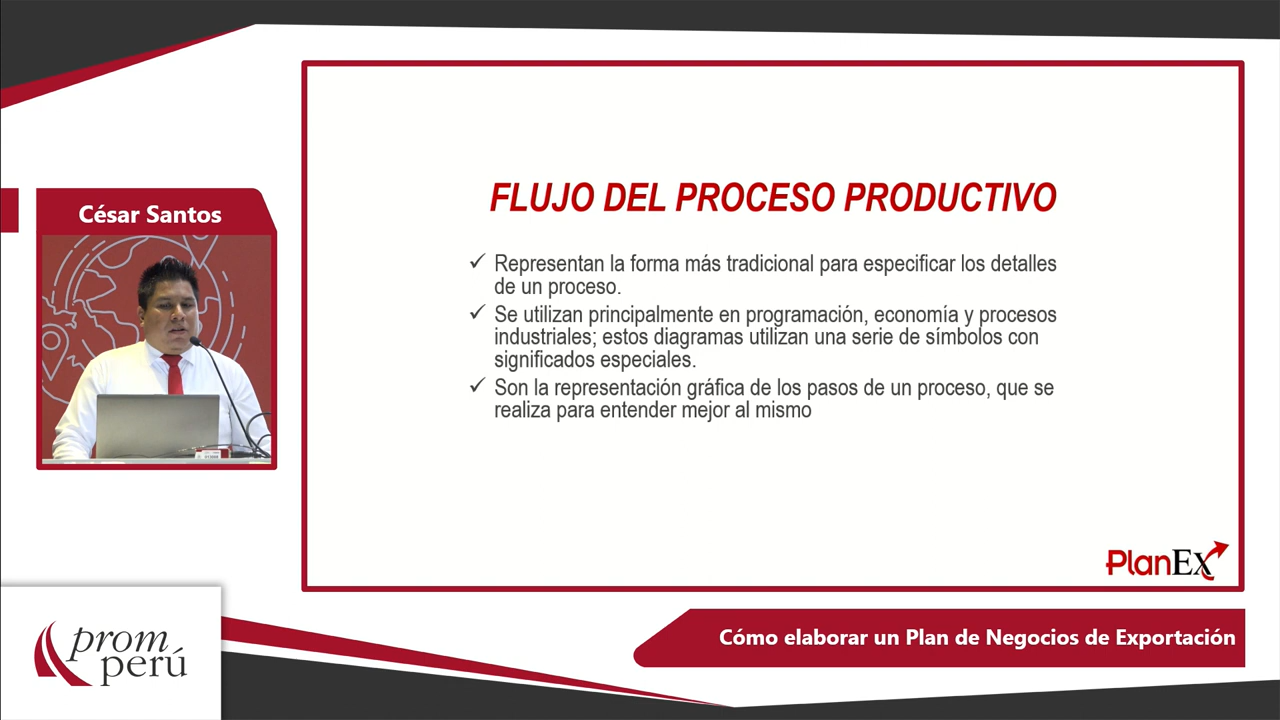 César Santos
FLUJO DEL PROCESO PRODUCTIVO
✓ Representan la forma más tradicional para especificar los detalles
de un proceso.
✓ Se utilizan principalmente en programación, economía y procesos
industriales; estos diagramas utilizan una serie de símbolos con
significados especiales.
✓ Son la representación gráfica de los pasos de un proceso, que se
realiza para entender mejor al mismo
PlanEx
Cómo elaborar un Plan de Negocios de Exportación
prom
perú